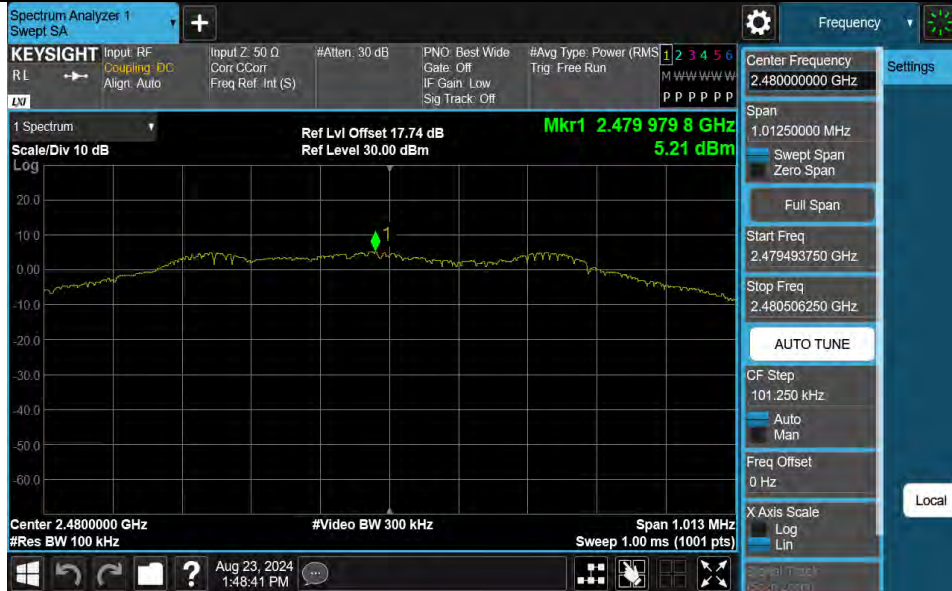 Spectrum Analyzer 1
Swept SA
+
Frequency
KEYSIGHT
RL
LXI
Input: RF
Coupling: DC
Align: Auto
Input Z: 50 Ω
Corr CCorr
Freq Ref: Int (S)
#Atten: 30 dB
PNO: Best Wide
Gate: Off
IF Gain: Low
Sig Track: Off
#Avg Type: Power (RMS
Trig: Free Run
1 2 3 4 5 6
M W W W W W
P P P P P P
1 Spectrum
Scale/Div 10 dB
Ref Lvl Offset 17.74 dB
Ref Level 30.00 dBm
Mkr1 2.479 979 8 GHz
5.21 dBm
Log
20.0
10.0
0.00
-10.0
-20.0
-30.0
-40.0
-50.0
-60.0
1
Center 2.4800000 GHz
#Res BW 100 kHz
#Video BW 300 kHz
Span 1.013 MHz
Sweep 1.00 ms (1001 pts)
?
Aug 23, 2024
1:48:41 PM
Center Frequency
2.480000000 GHz
Span
1.01250000 MHz
Swept Span
Zero Span
Full Span
Start Freq
2.479493750 GHz
Stop Freq
2.480506250 GHz
AUTO TUNE
CF Step
101.250 kHz
Auto
Man
Freq Offset
0 Hz
X Axis Scale
Log
Lin
Signal Track
(Span Zoom)
Settings
Local